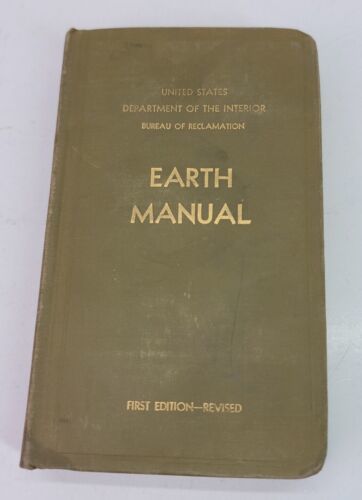 UNITED STATES
DEPARTMENT OF THE INTERIOR
BUREAU OF RECLAMATION
EARTH
MANUAL
FIRST EDITION—REVISED